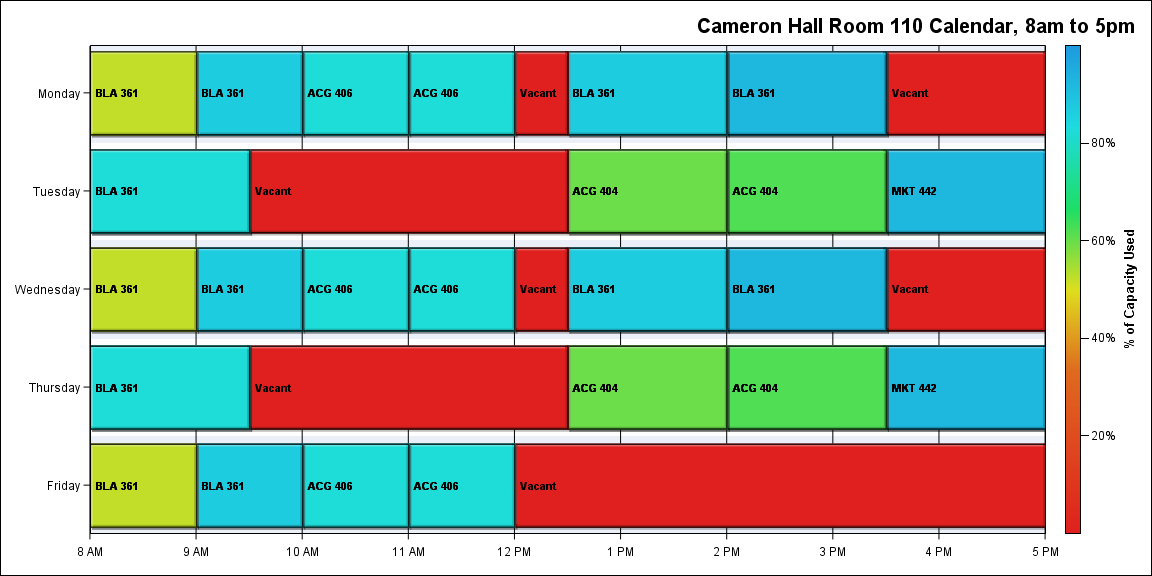 Cameron Hall Room 110 Calendar, 8am to 5pm
Monday
BLA 361
BLA 361
ACG 406
ACG 406
Vacant
BLA 361
BLA 361
Vacant
Tuesday
BLA 361
Vacant
ACG 404
ACG 404
MKT 442
Wednesday
BLA 361
BLA 361
ACG 406
ACG 406
Vacant
BLA 361
BLA 361
Vacant
Thursday
BLA 361
Vacant
ACG 404
ACG 404
MKT 442
Friday
BLA 361
BLA 361
ACG 406
ACG 406
Vacant
8 AM
9 AM
10 AM
11 AM
12 PM
1 PM
2 PM
3 PM
4 PM
5 PM
80%
60%
40%
20%
% of Capacity Used